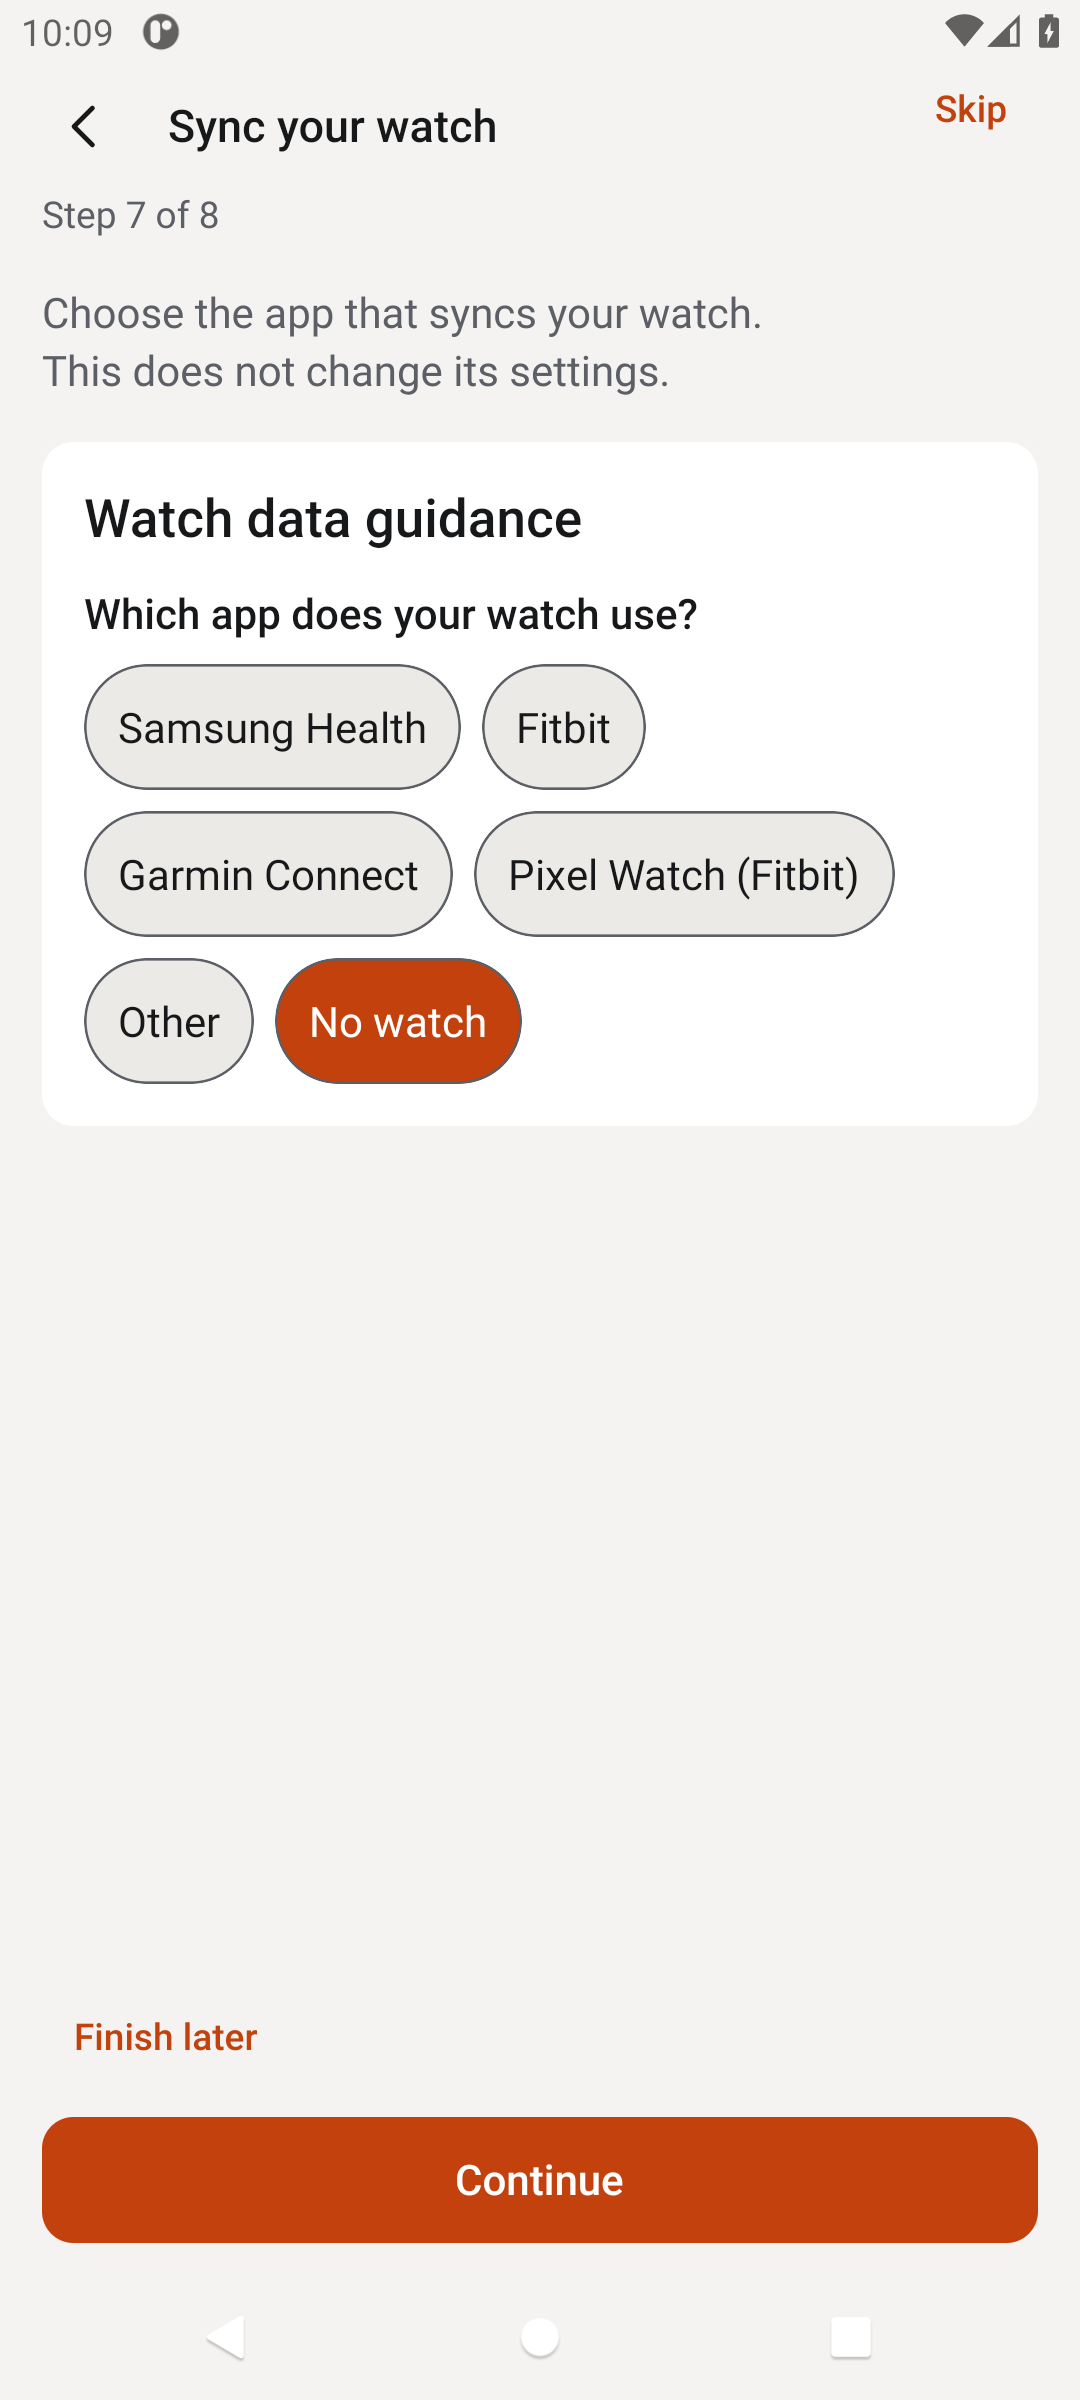 10:09
Sync your watch
Skip
Step 7 of 8
Choose the app that syncs your watch.
This does not change its settings.
Watch data guidance
Which app does your watch use?
Samsung Health
Fitbit
Garmin Connect
Pixel Watch (Fitbit)
Other
No watch
Finish later
Continue